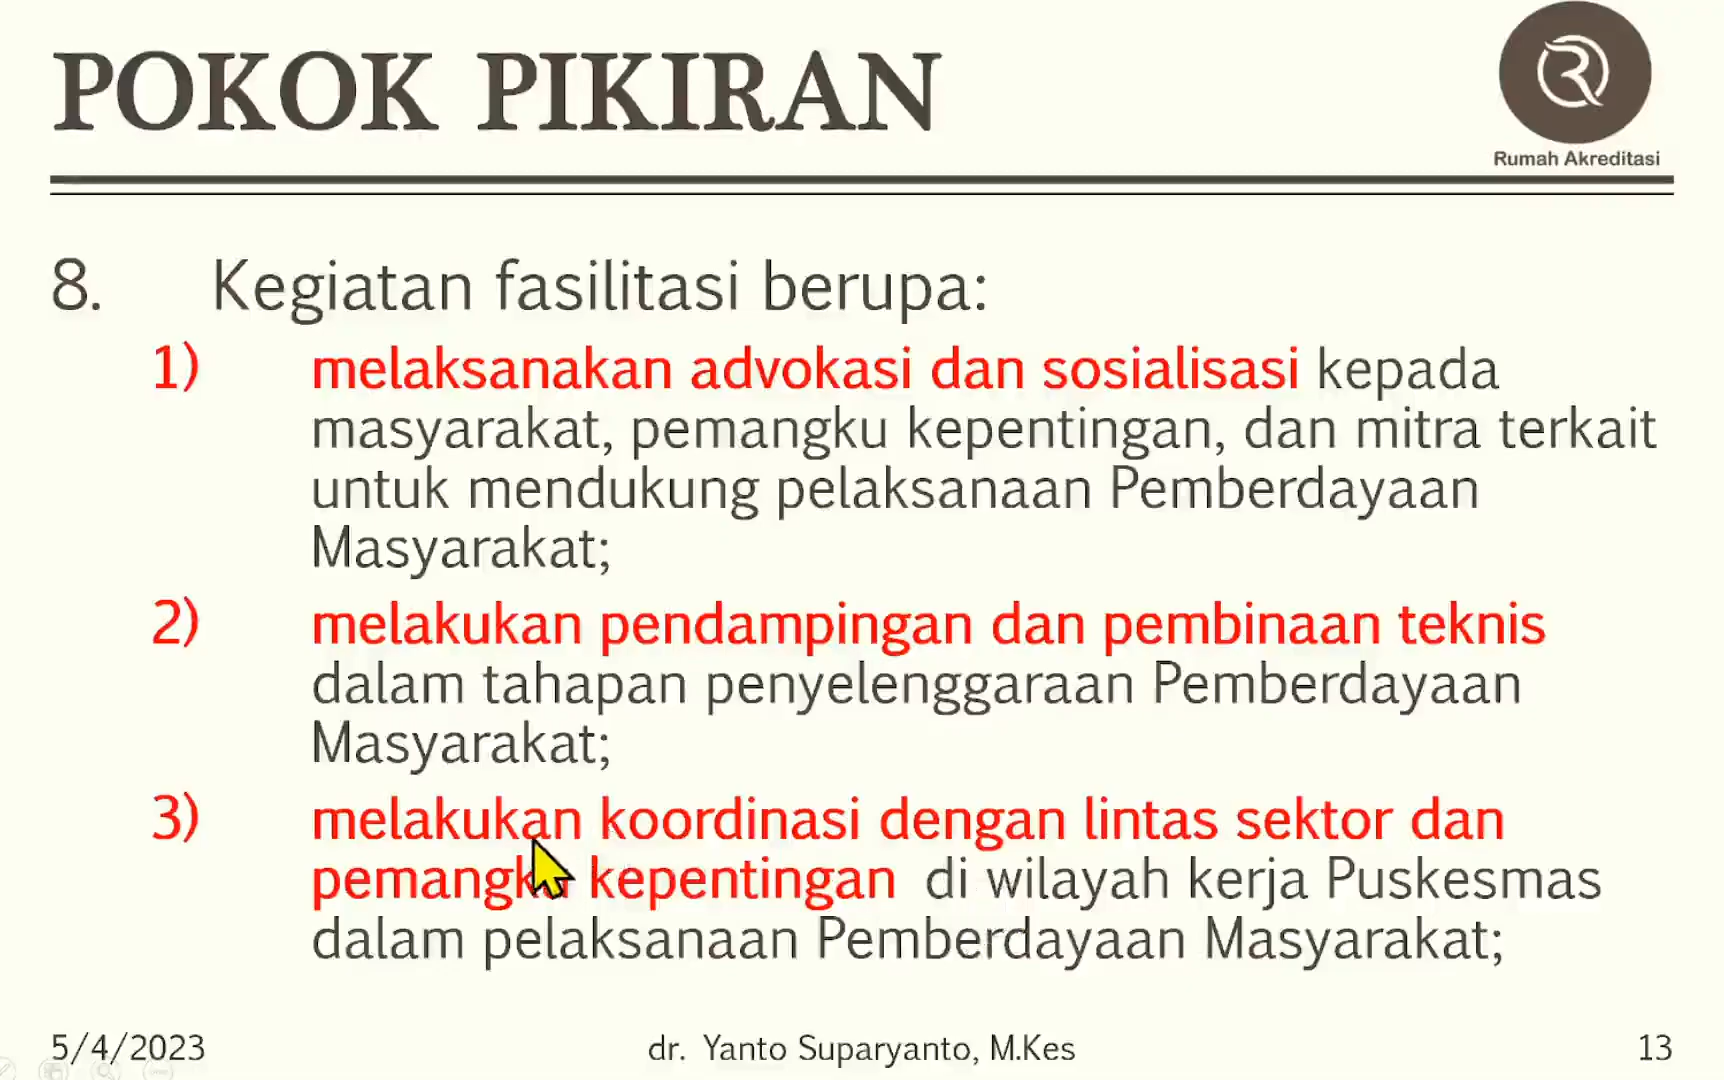 POKOK PIKIRAN
Rumah Akreditasi
8. Kegiatan fasilitasi berupa:
1) melaksanakan advokasi dan sosialisasi kepada
masyarakat, pemangku kepentingan, dan mitra terkait
untuk mendukung pelaksanaan Pemberdayaan
Masyarakat;
2) melakukan pendampingan dan pembinaan teknis
dalam tahapan penyelenggaraan Pemberdayaan
Masyarakat;
3) melakukan koordinasi dengan lintas sektor dan
pemangku kepentingan di wilayah kerja Puskesmas
dalam pelaksanaan Pemberdayaan Masyarakat;
5/4/2023 dr. Yanto Suparyanto, M.Kes 13